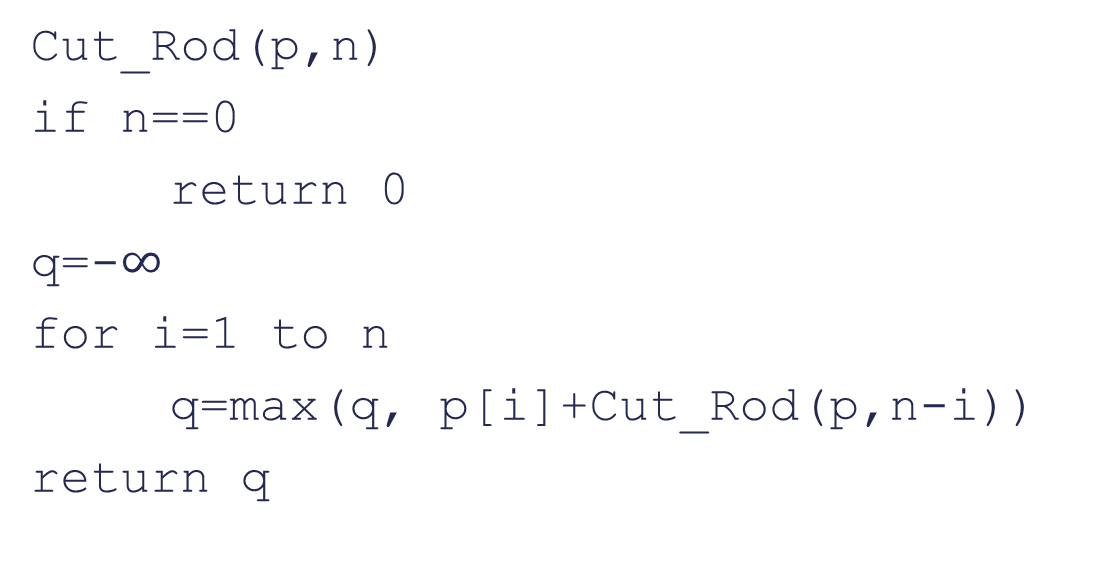 Cut_Rod(p,n)
if n==0
return 0
q=-∞
for i=1 to n
q=max(q, p[i]+Cut_Rod(p,n-i))
return q